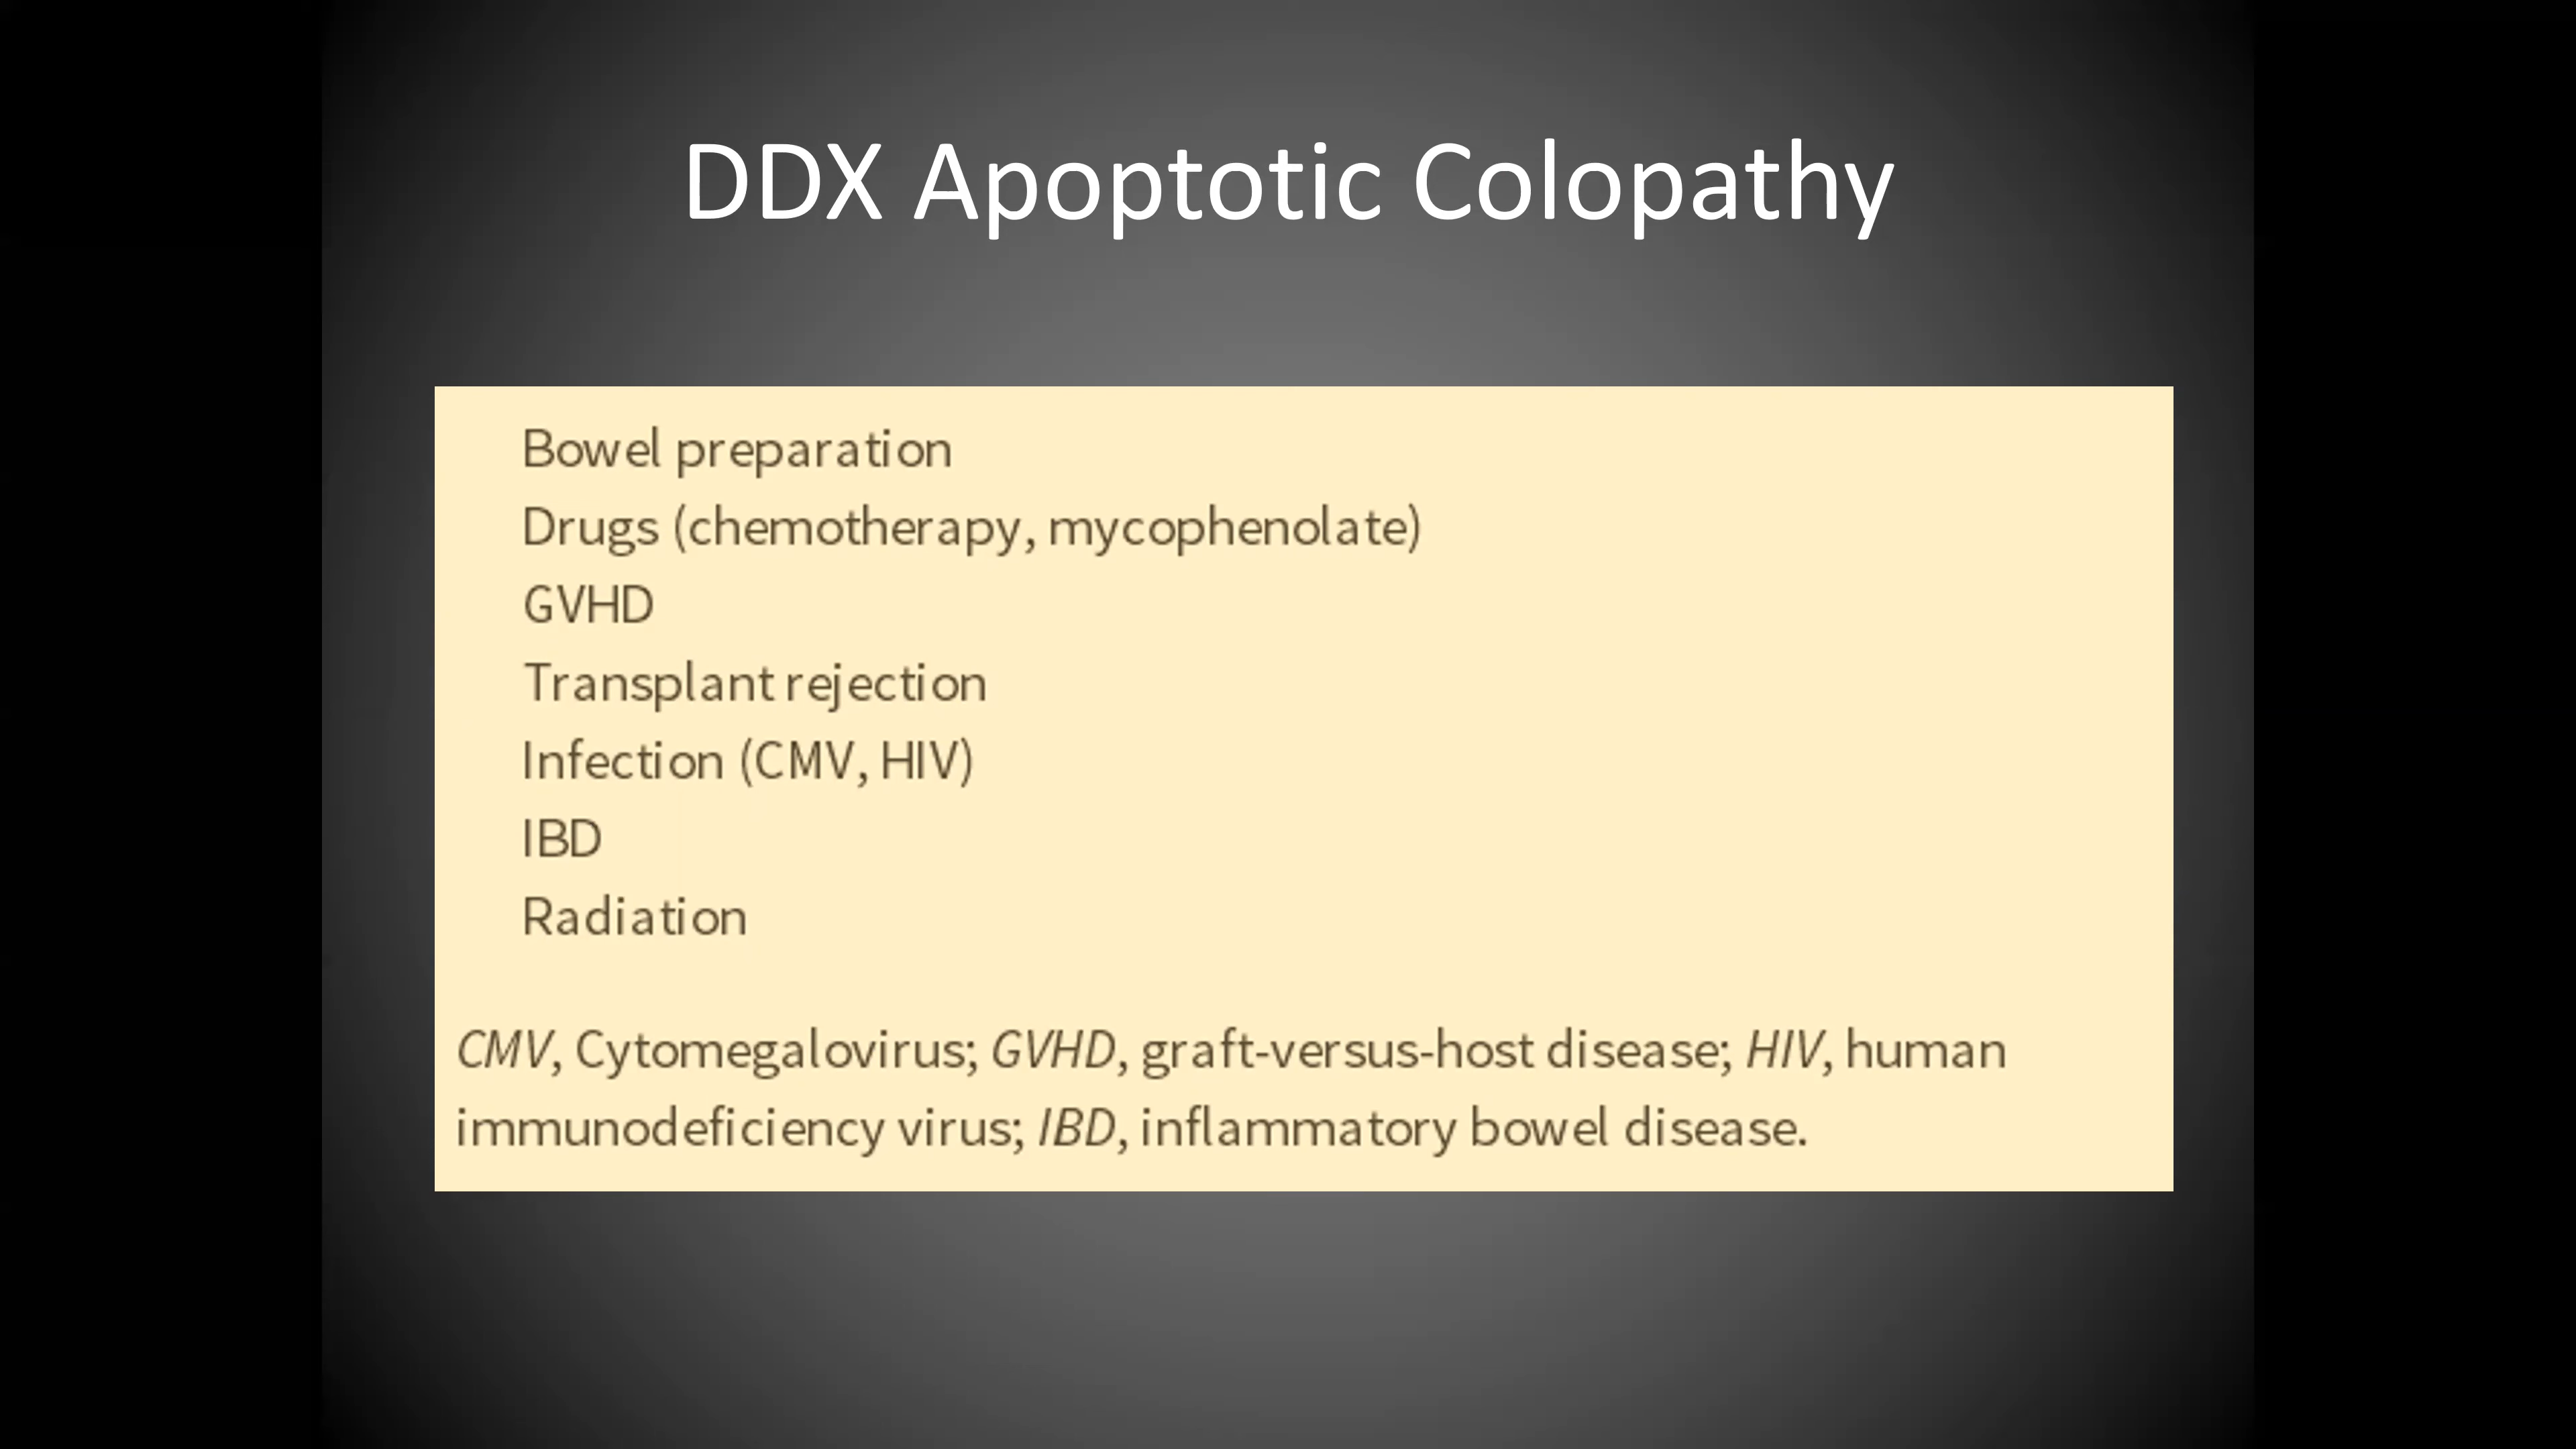 DDX Apoptotic Colopathy
Bowel preparation
Drugs (chemotherapy, mycophenolate)
GVHD
Transplant rejection
Infection (CMV, HIV)
IBD
Radiation
CMV, Cytomegalovirus; GVHD, graft-versus-host disease; HIV, human
immunodeficiency virus; IBD, inflammatory bowel disease.